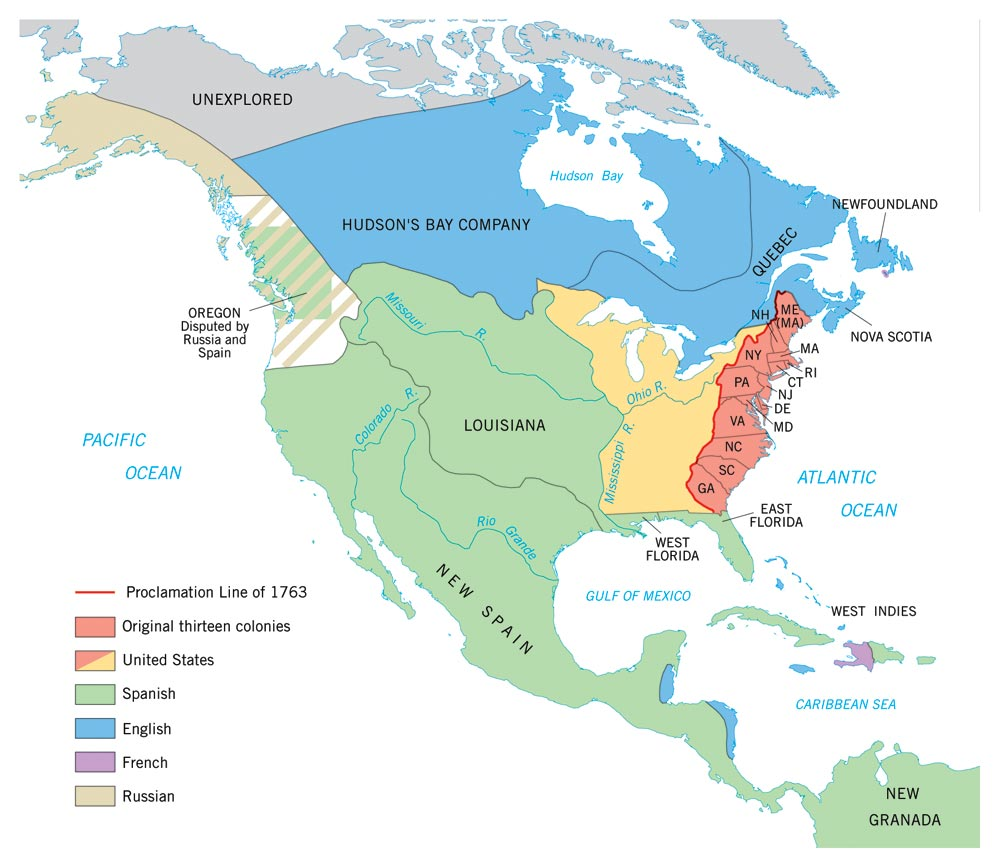 UNEXPLORED
Hudson Bay
NEWFOUNDLAND
HUDSON'S BAY COMPANY
QUEBEC
OREGON
Disputed by
Russia and
Spain
Missouri
R.
NH
ME
(MA)
NOVA SCOTIA
NY
MA
RI
CT
PA
NJ
DE
MD
Ohio R.
Colorado
R.
LOUISIANA
Mississippi R.
VA
NC
SC
GA
PACIFIC
OCEAN
ATLANTIC
OCEAN
EAST
FLORIDA
WEST
FLORIDA
Rio Grande
NEW SPAIN
GULF OF MEXICO
WEST INDIES
CARIBBEAN SEA
NEW
GRANADA
Proclamation Line of 1763
Original thirteen colonies
United States
Spanish
English
French
Russian